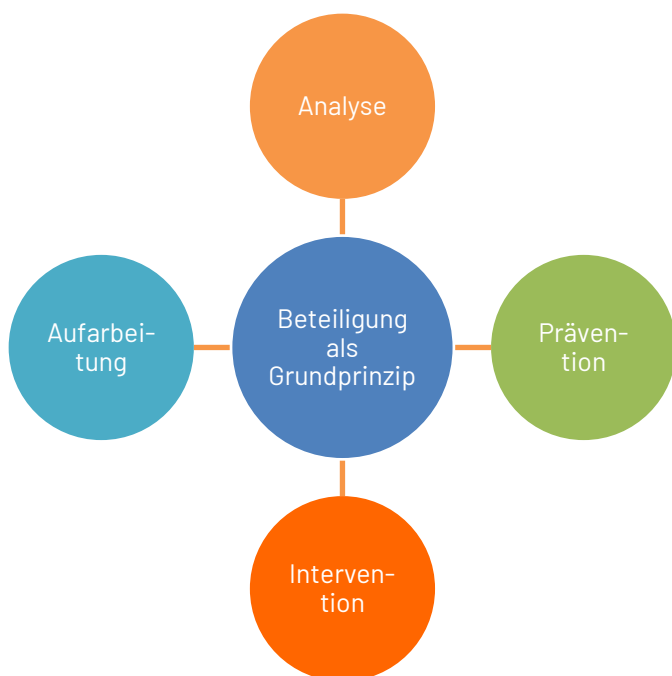 Analyse
Aufarbei-
tung
Beteiligung
als
Grundprinzip
Präven-
tion
Interven-
tion